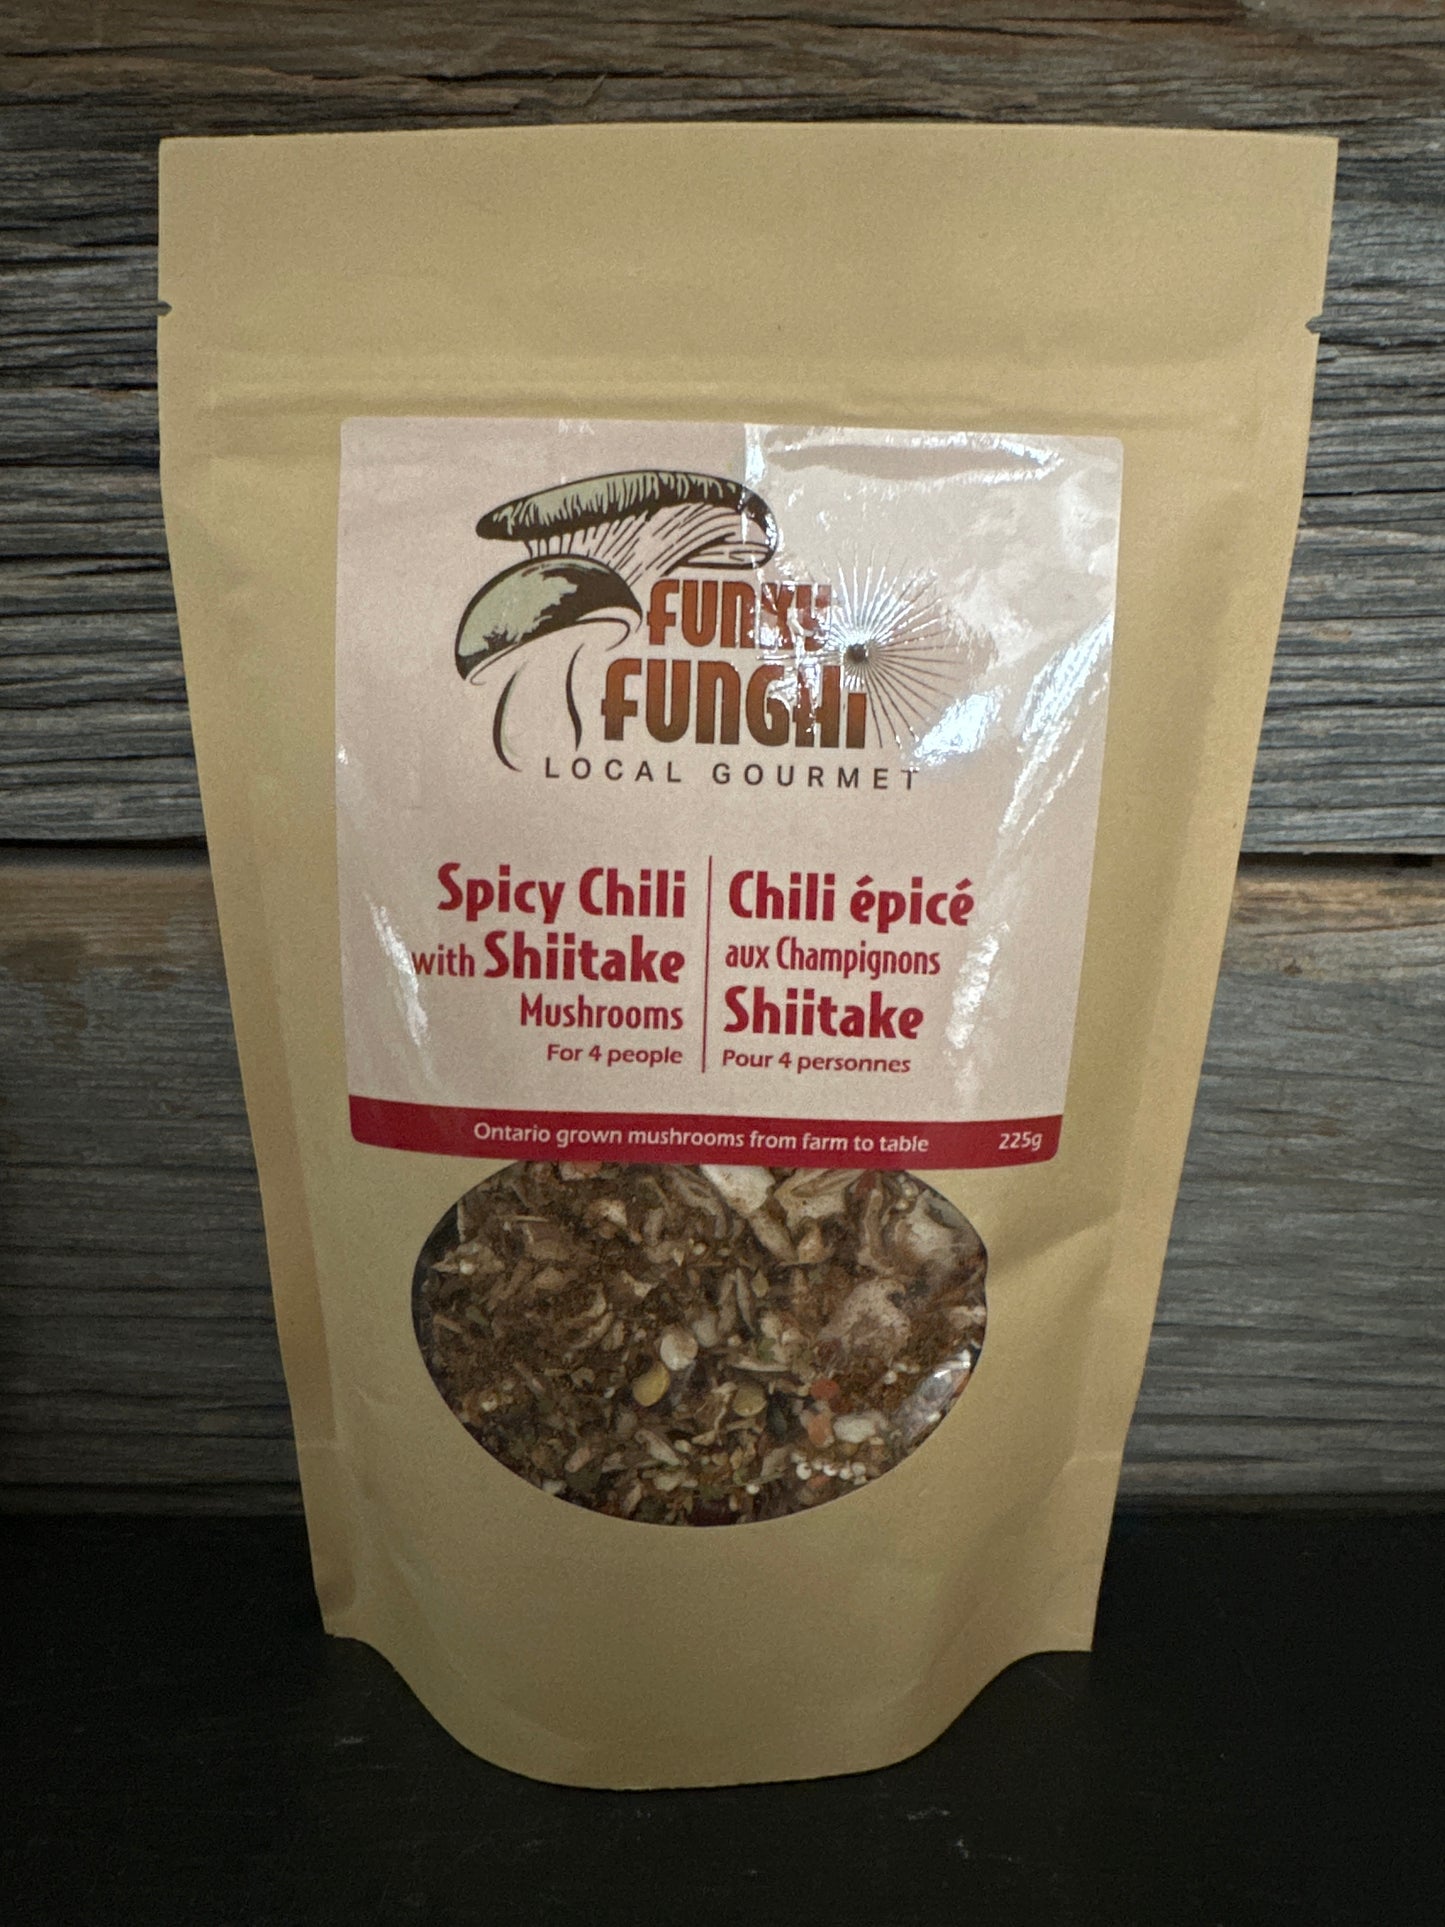 FUNKY
FUNGHi
LOCAL GOURMET
Spicy Chili
with Shiitake
Mushrooms
For 4 people
Chili épicé
aux Champignons
Shiitake
Pour 4 personnes
Ontario grown mushrooms from farm to table 225g